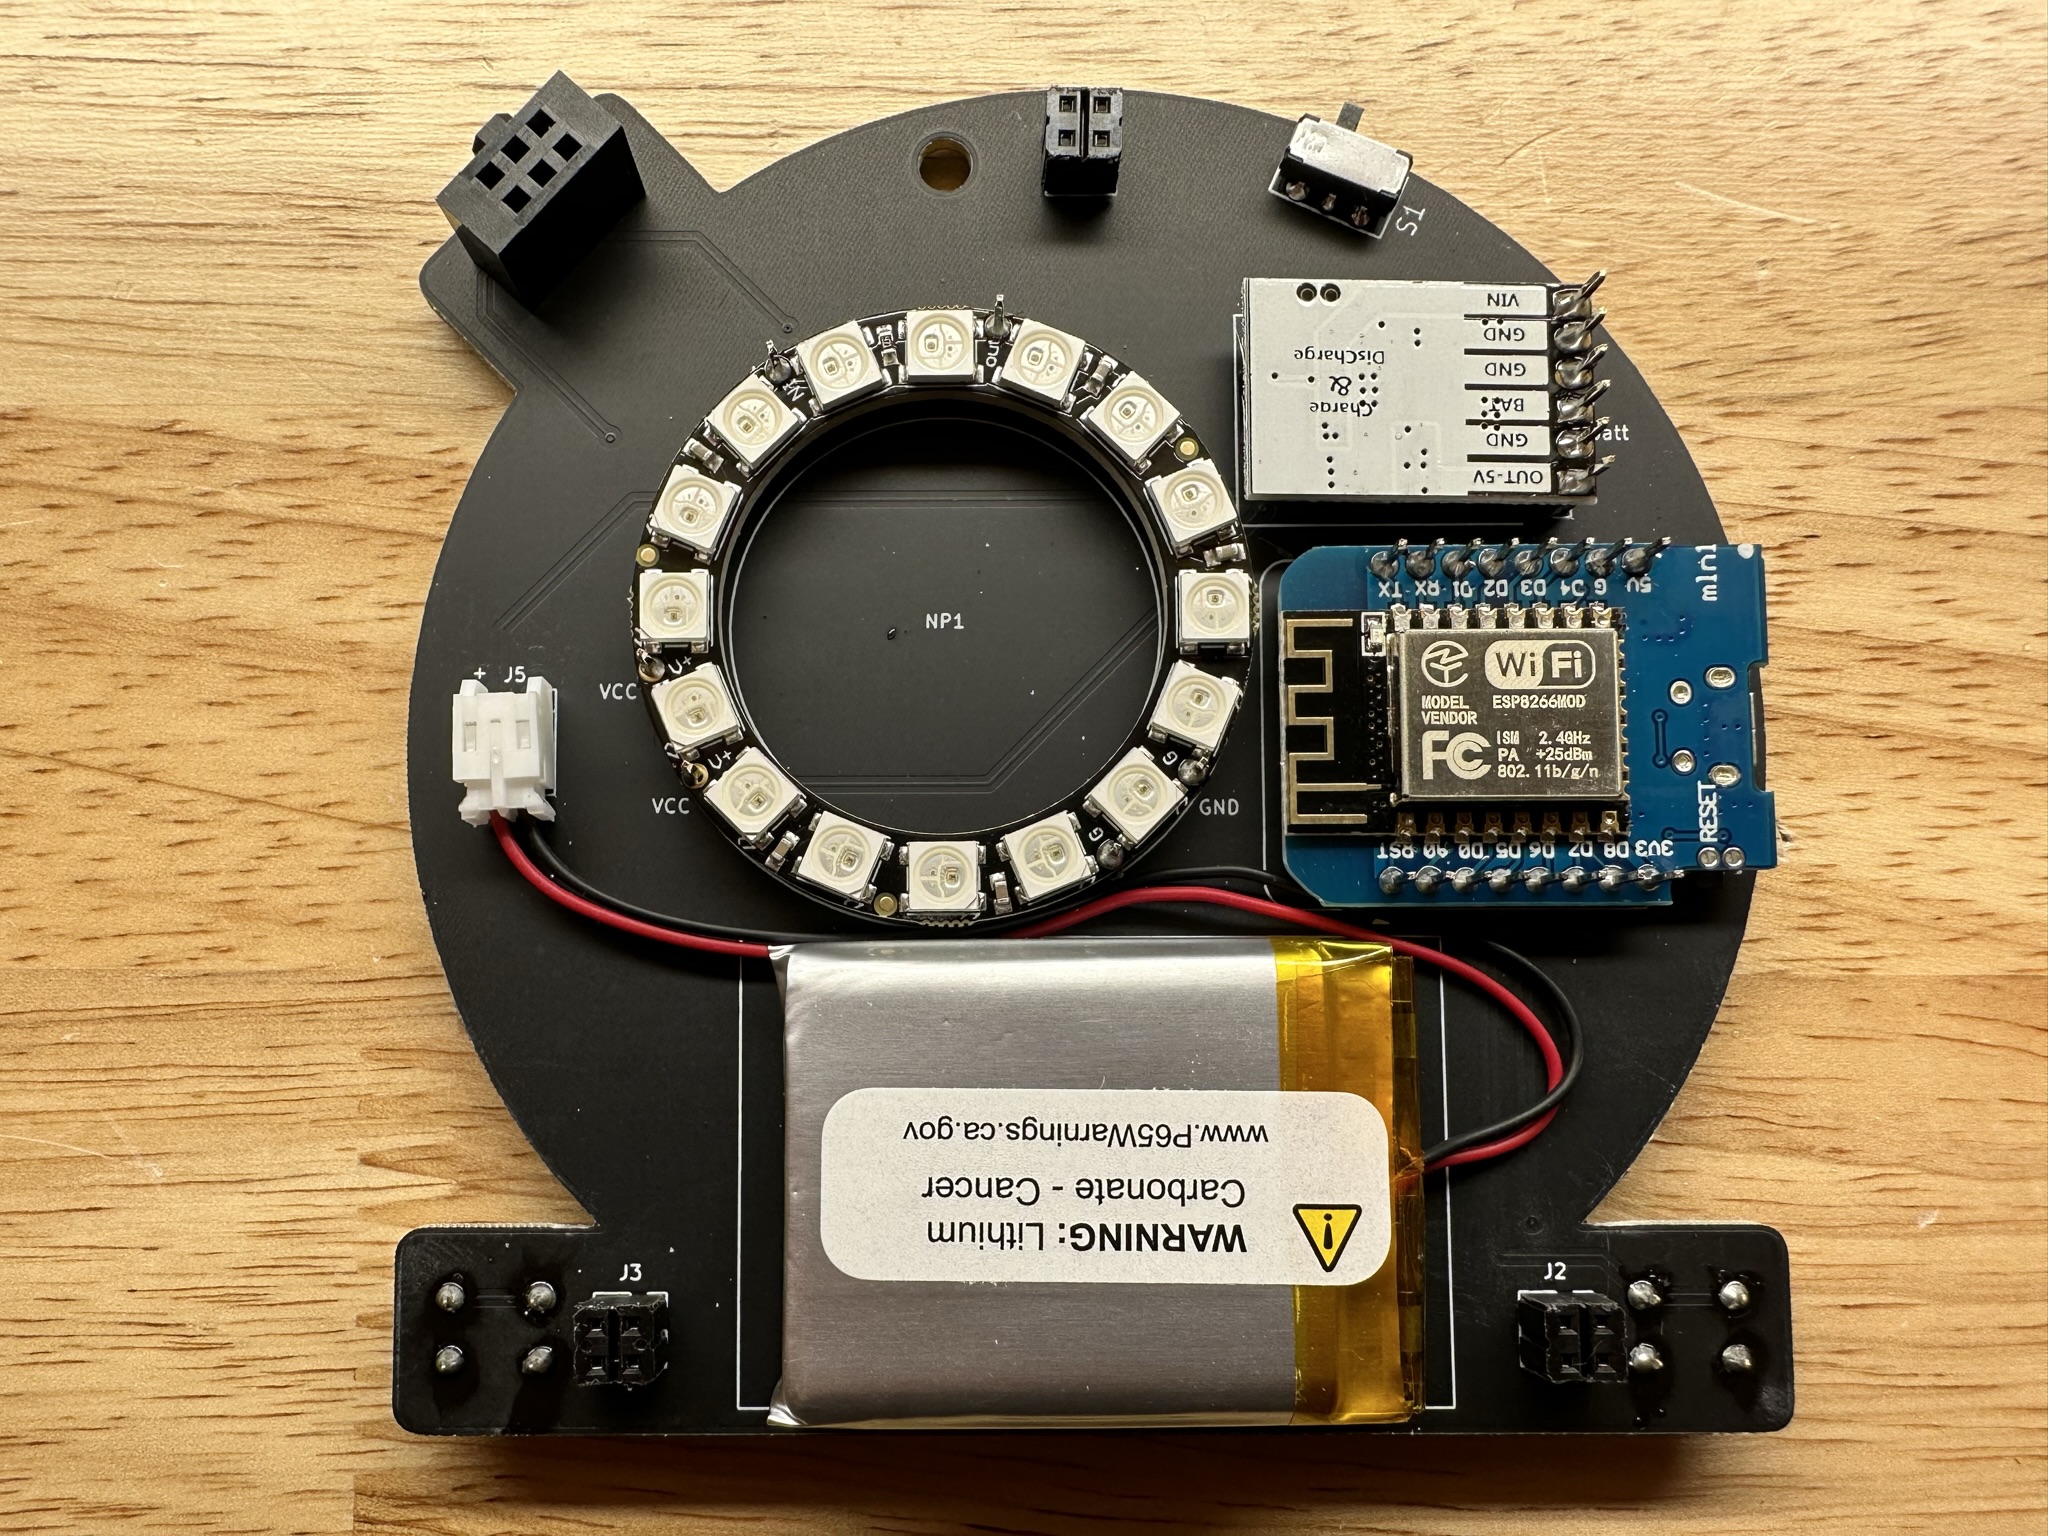 S1
VIN
GND
GND
BAT
GND
OUT-5V
DisCharge
&
Charge
att
IN
out
NP1
+ J5
VCC
V+
VCC
V+
G
GND
G
TX RX D1 D2 D3 D4 G 5V
mini
WiFi
MODEL
VENDOR
ESP8266MOD
FC
ISM 2.4GHz
PA +25dBm
802.11b/g/n
RESET
RST A0 D0 D5 D6 D7 D8 3V3
WARNING: Lithium
Carbonate - Cancer
www.P65Warnings.ca.gov
J3
J2